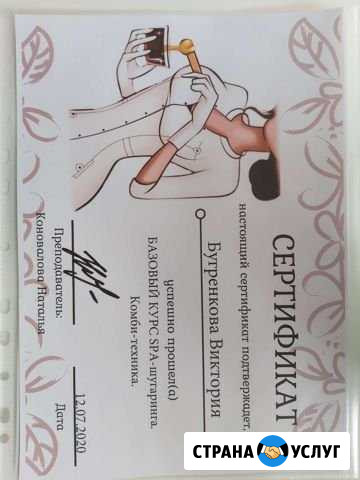 СЕРТИФИКАТ
настоящий сертификат подтверждает,
Бугренкова Виктория
успешно прошел(а)
БАЗОВЫЙ КУРС SPA-шугаринга.
Комби-техника.
12.07.2020
Преподаватель:
Дата
Коновалова Наталья
СТРАНА УСЛУГ